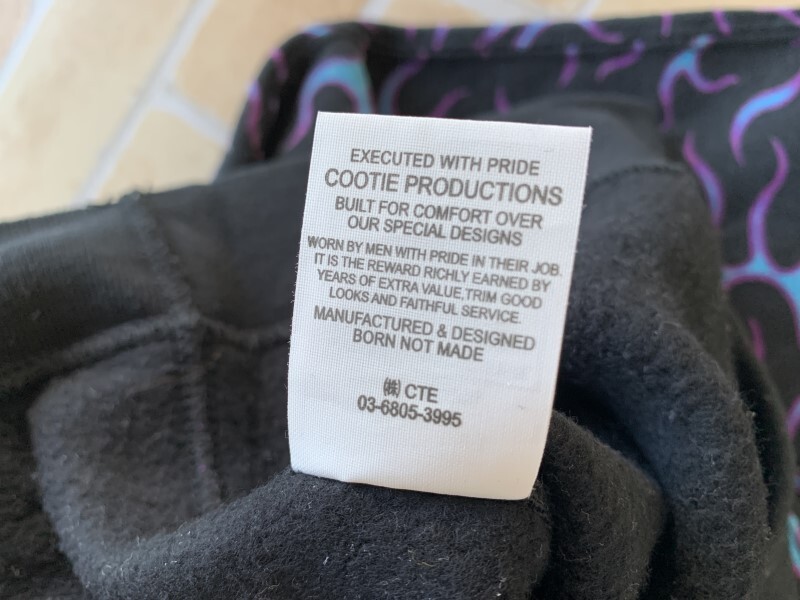 EXECUTED WITH PRIDE
COOTIE PRODUCTIONS
BUILT FOR COMFORT OVER
OUR SPECIAL DESIGNS
WORN BY MEN WITH PRIDE IN THEIR JOB.
IT IS THE REWARD RICHLY EARNED BY
YEARS OF EXTRA VALUE,TRIM GOOD
LOOKS AND FAITHFUL SERVICE.
MANUFACTURED & DESIGNED
BORN NOT MADE
㈱ CTE
03-6805-3995